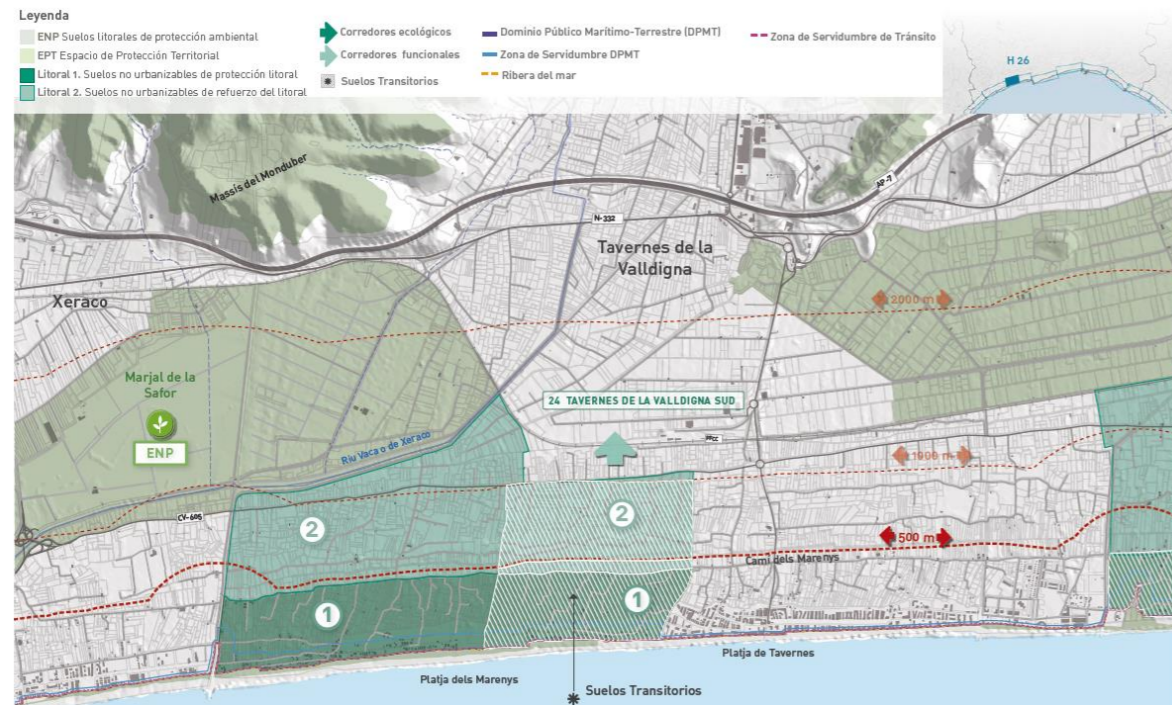 Leyenda
ENP Suelos litorales de protección ambiental
EPT Espacio de Protección Territorial
Litoral 1. Suelos no urbanizables de protección litoral
Litoral 2. Suelos no urbanizables de refuerzo del litoral
Corredores ecológicos
Corredores funcionales
Suelos Transitorios
Dominio Público Marítimo-Terrestre (DPMT)
Zona de Servidumbre DPMT
Ribera del mar
Zona de Servidumbre de Tránsito
H 26
Massis del Monduber
AP-7
N-332
Tavernes de la
Valldigna
Xeraco
2000 m
Marjal de la
Safor
ENP
24 TAVERNES DE LA VALLDIGNA SUD
Riu Vaca o de Xeraco
FFCC
1000 m
CV-605
2
2
500 m
Camí dels Marenys
1
1
Platja de Tavernes
Platja dels Marenys
Suelos Transitorios